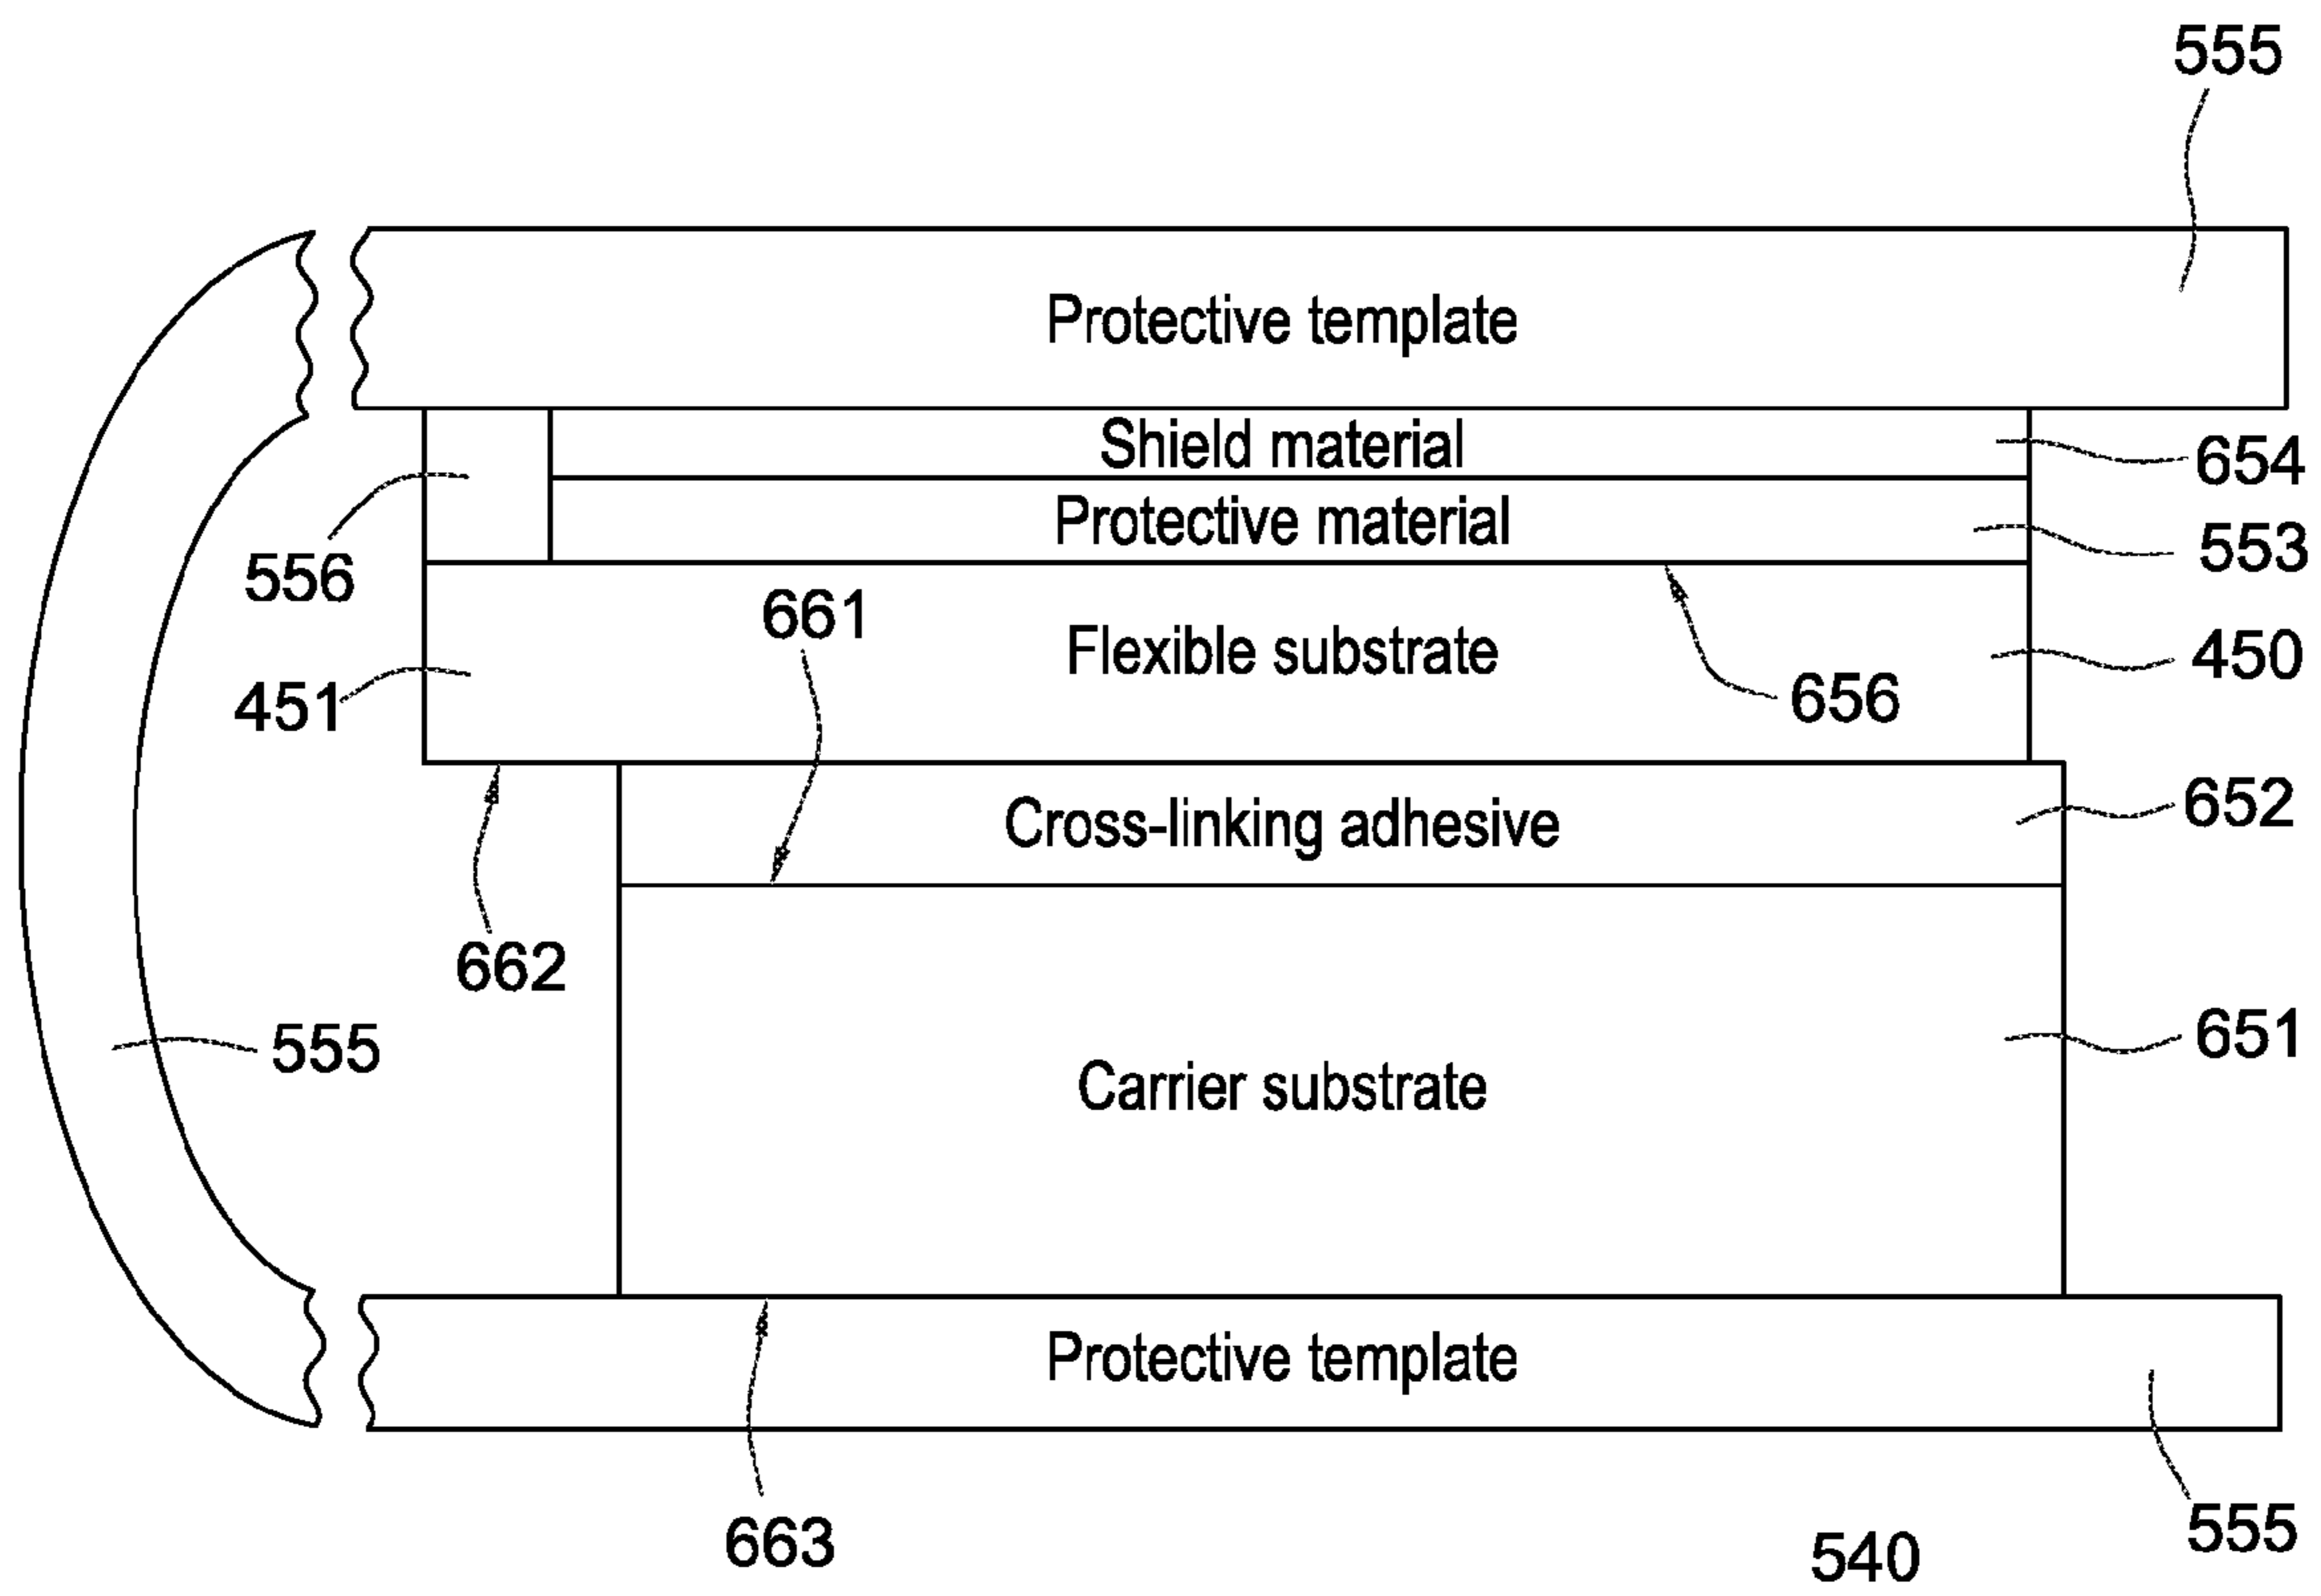 555
Protective template
Shield material
654
Protective material
553
556
661
Flexible substrate
450
451
656
Cross-linking adhesive
652
662
555
651
Carrier substrate
Protective template
663
540
555